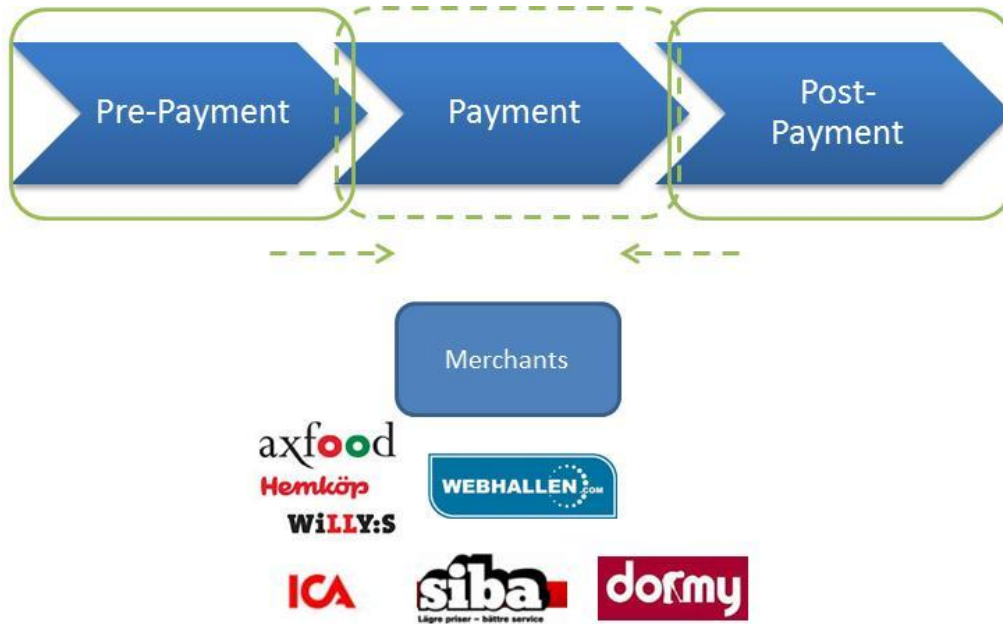 Pre-Payment
Payment
Post-
Payment
Merchants
axfood
Hemköp
WiLLY:S
WEBHALLEN.COM
ICA
siba
Lägre priser – bättre service
dormy